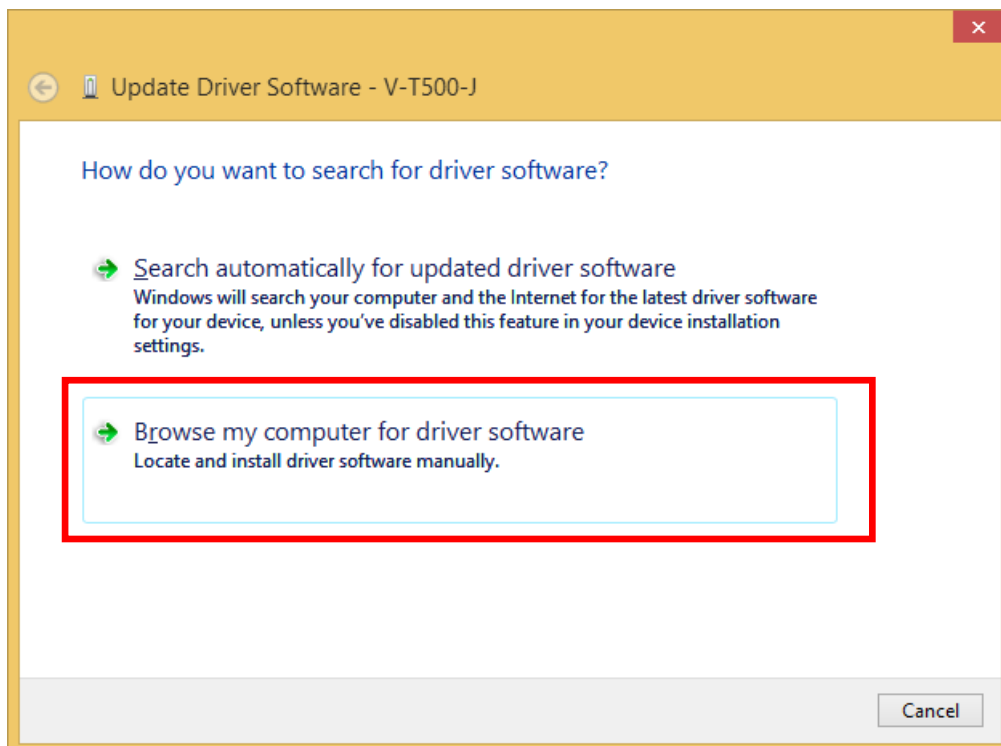 Update Driver Software - V-T500-J
How do you want to search for driver software?
Search automatically for updated driver software
Windows will search your computer and the Internet for the latest driver software
for your device, unless you've disabled this feature in your device installation
settings.
Browse my computer for driver software
Locate and install driver software manually.
Cancel